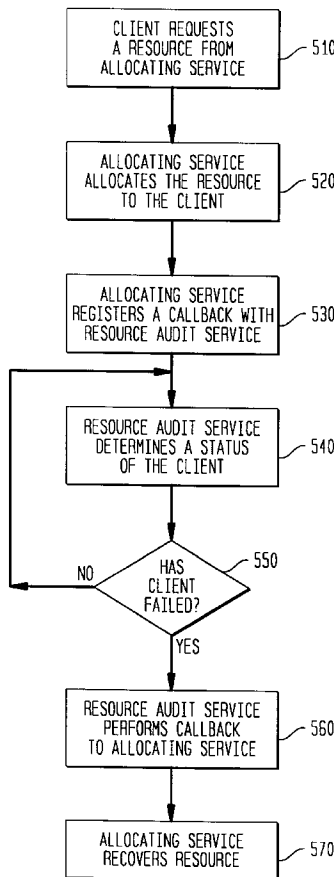 CLIENT REQUESTS
A RESOURCE FROM
ALLOCATING SERVICE
510
ALLOCATING SERVICE
ALLOCATES THE RESOURCE
TO THE CLIENT
520
ALLOCATING SERVICE
REGISTERS A CALLBACK WITH
RESOURCE AUDIT SERVICE
530
RESOURCE AUDIT SERVICE
DETERMINES A STATUS
OF THE CLIENT
540
HAS
CLIENT
FAILED?
550
NO
YES
RESOURCE AUDIT SERVICE
PERFORMS CALLBACK
TO ALLOCATING SERVICE
560
ALLOCATING SERVICE
RECOVERS RESOURCE
570